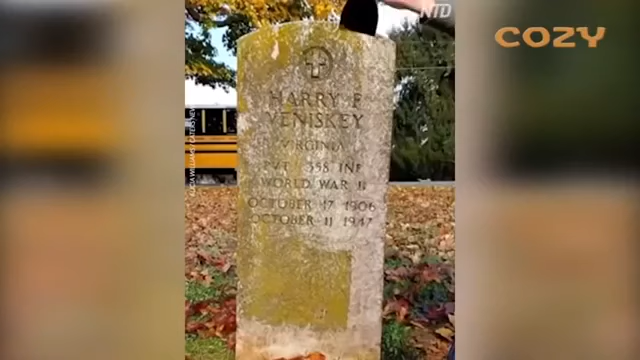 NTD
COZY
HARRY F
VENISKEY
VIRGINIA
PVT 358 INF
WORLD WAR II
OCTOBER 17 1906
OCTOBER 11 1947